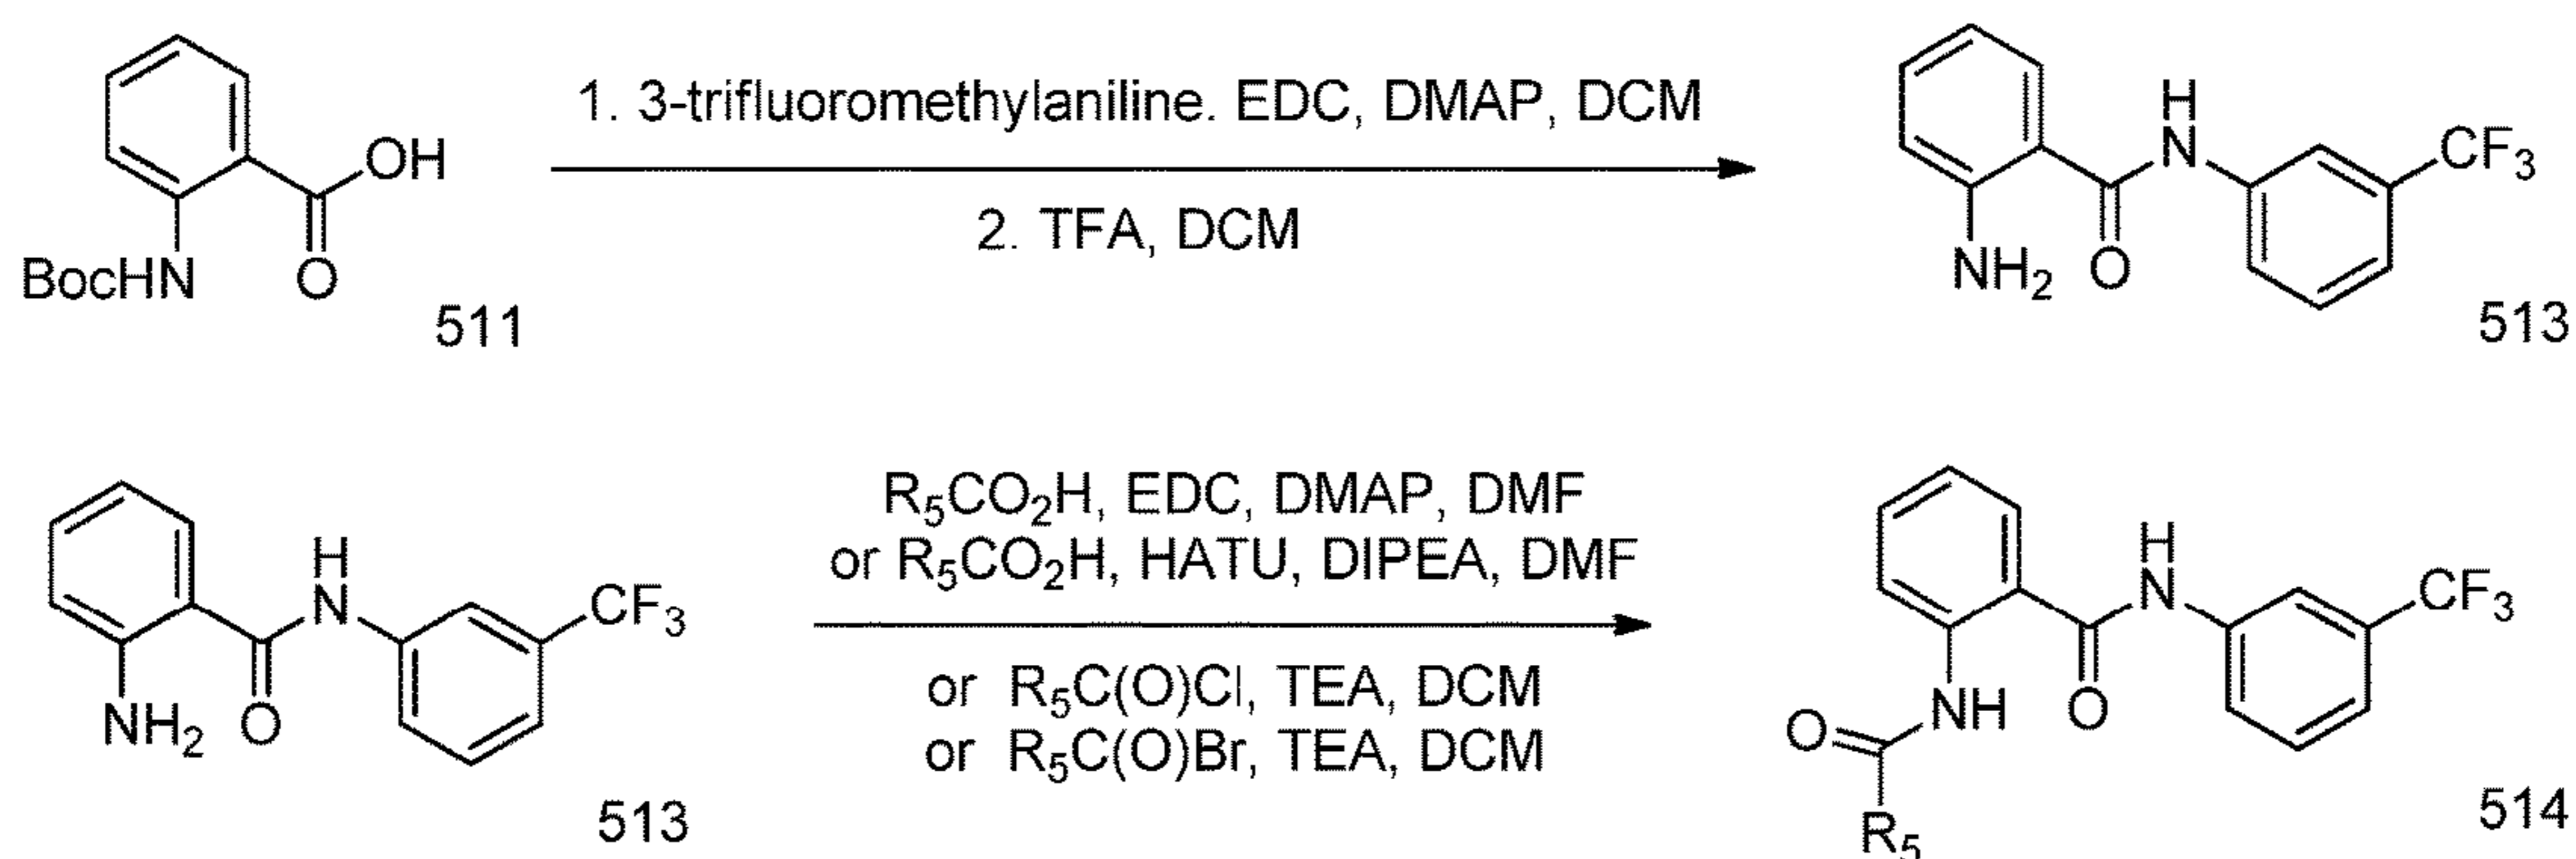 1. 3-trifluoromethylaniline. EDC, DMAP, DCM
2. TFA, DCM
OH
O
BocHN
511
H
N
CF₃
NH₂
O
513
R₅CO₂H, EDC, DMAP, DMF
or R₅CO₂H, HATU, DIPEA, DMF
or R₅C(O)Cl, TEA, DCM
or R₅C(O)Br, TEA, DCM
H
N
CF₃
NH₂
O
513
H
N
CF₃
NH
O
O
R₅
514